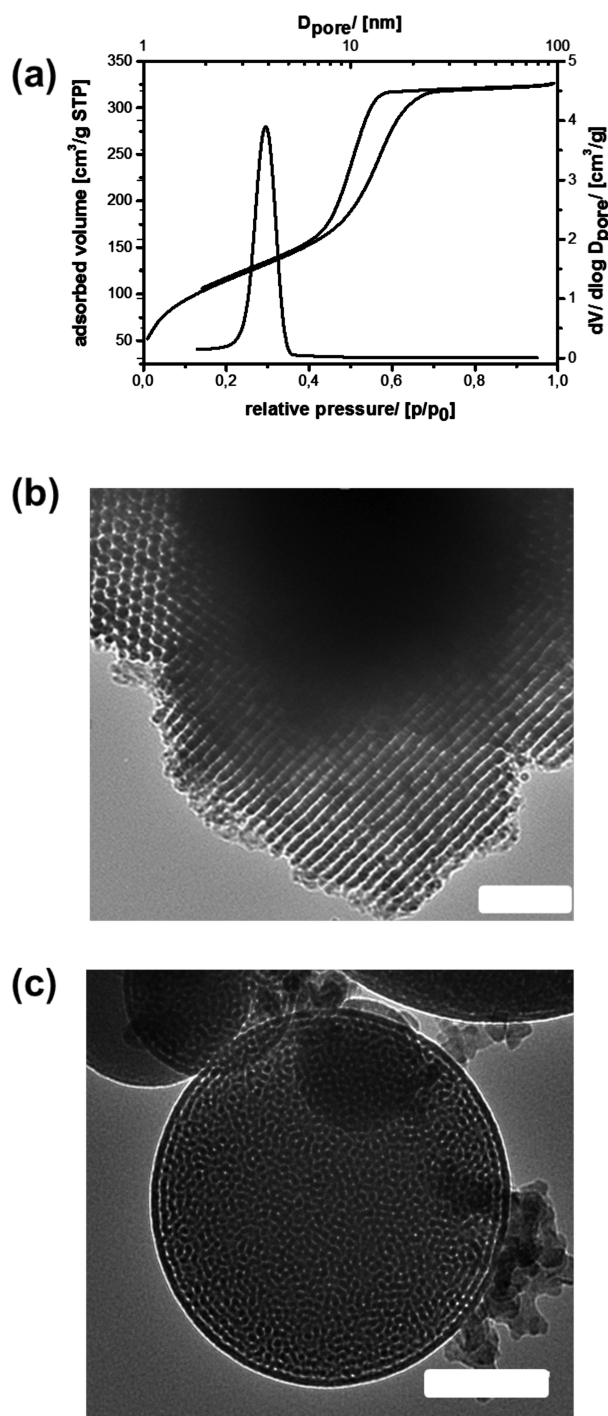 (a)
D_pore/ [nm]
1 10 100
adsorbed volume [cm³/g STP]
350
300
250
200
150
100
50
5
4
3
2
1
0
dV/ dlog D_pore/ [cm³/g]
0,0 0,2 0,4 0,6 0,8 1,0
relative pressure/ [p/p₀]
(b)
(c)